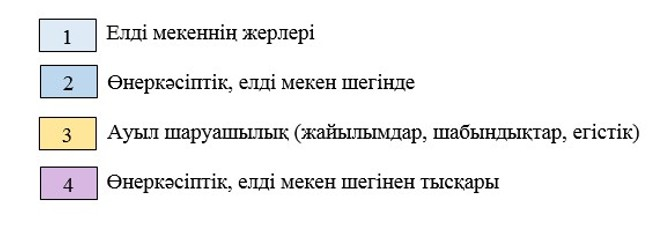 1 Елді мекеннің жерлері
2 Өнеркәсіптік, елді мекен шегінде
3 Ауыл шаруашылық (жайылымдар, шабындықтар, егістік)
4 Өнеркәсіптік, елді мекен шегінен тысқары